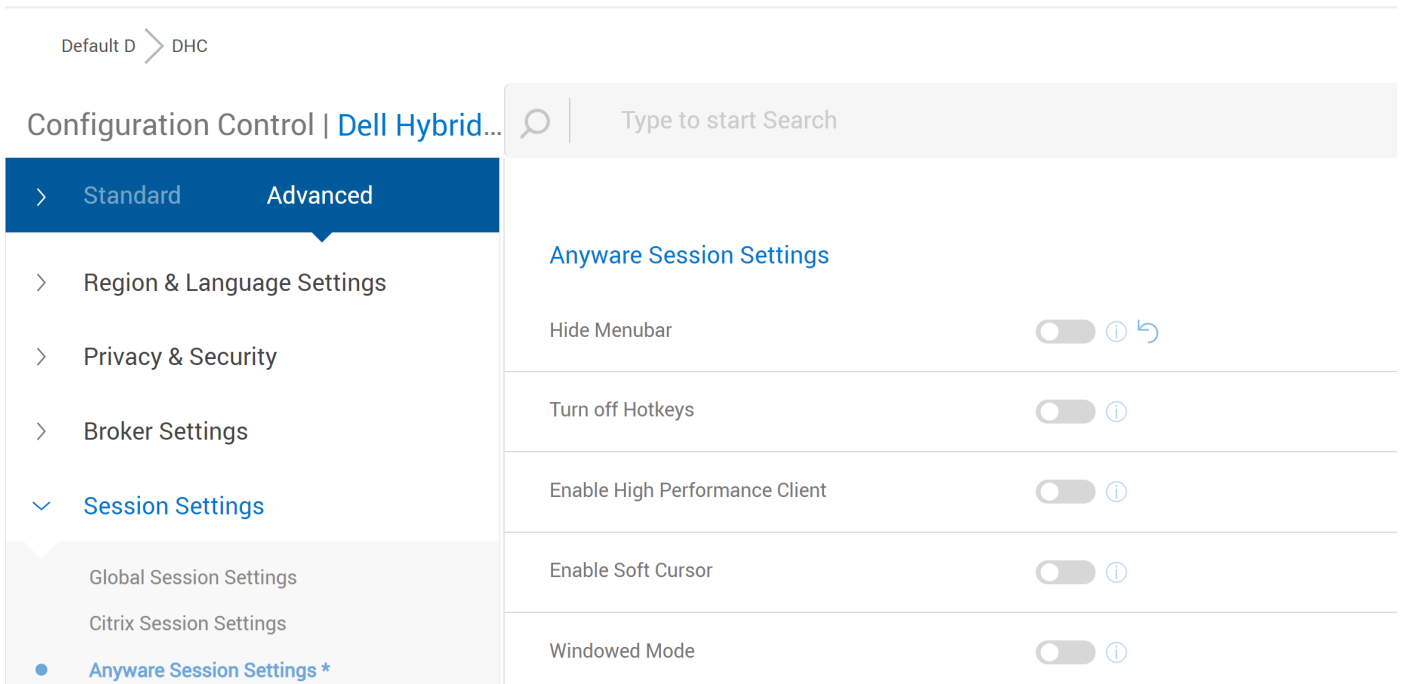 Default D DHC
Configuration Control | Dell Hybrid...
Type to start Search
Standard Advanced
Region & Language Settings
Privacy & Security
Broker Settings
Session Settings
Global Session Settings
Citrix Session Settings
Anyware Session Settings *
Anyware Session Settings
Hide Menubar
Turn off Hotkeys
Enable High Performance Client
Enable Soft Cursor
Windowed Mode